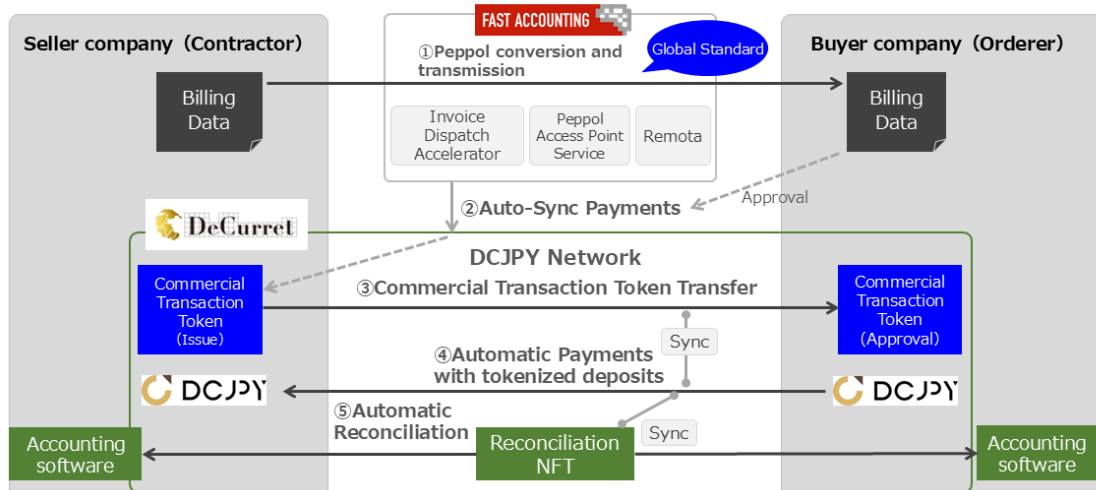 FAST ACCOUNTING
Seller company（Contractor）
Buyer company（Orderer）
①Peppol conversion and
transmission
Global Standard
Billing
Data
Billing
Data
Invoice
Dispatch
Accelerator
Peppol
Access Point
Service
Remota
②Auto-Sync Payments
Approval
DeCurret
DCJPY Network
Commercial
Transaction
Token
（Issue）
③Commercial Transaction Token Transfer
Commercial
Transaction
Token
（Approval）
Sync
④Automatic Payments
with tokenized deposits
DCJPY
DCJPY
⑤Automatic
Reconciliation
Sync
Accounting
software
Reconciliation
NFT
Accounting
software